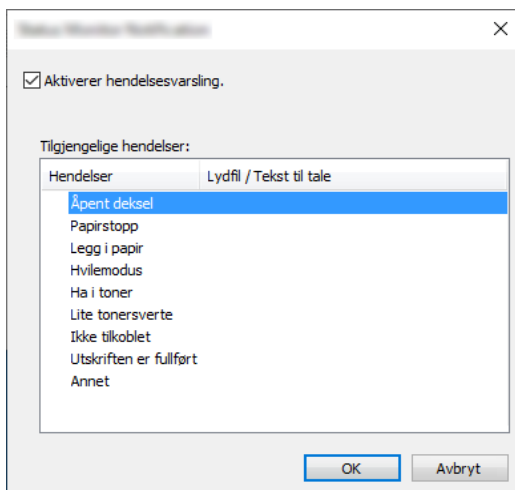 Aktiverer hendelsesvarsling.
Tilgjengelige hendelser:
Hendelser Lydfil / Tekst til tale
Åpent deksel
Papirstopp
Legg i papir
Hvilemodus
Ha i toner
Lite tonersverte
Ikke tilkoblet
Utskriften er fullført
Annet
OK Avbryt